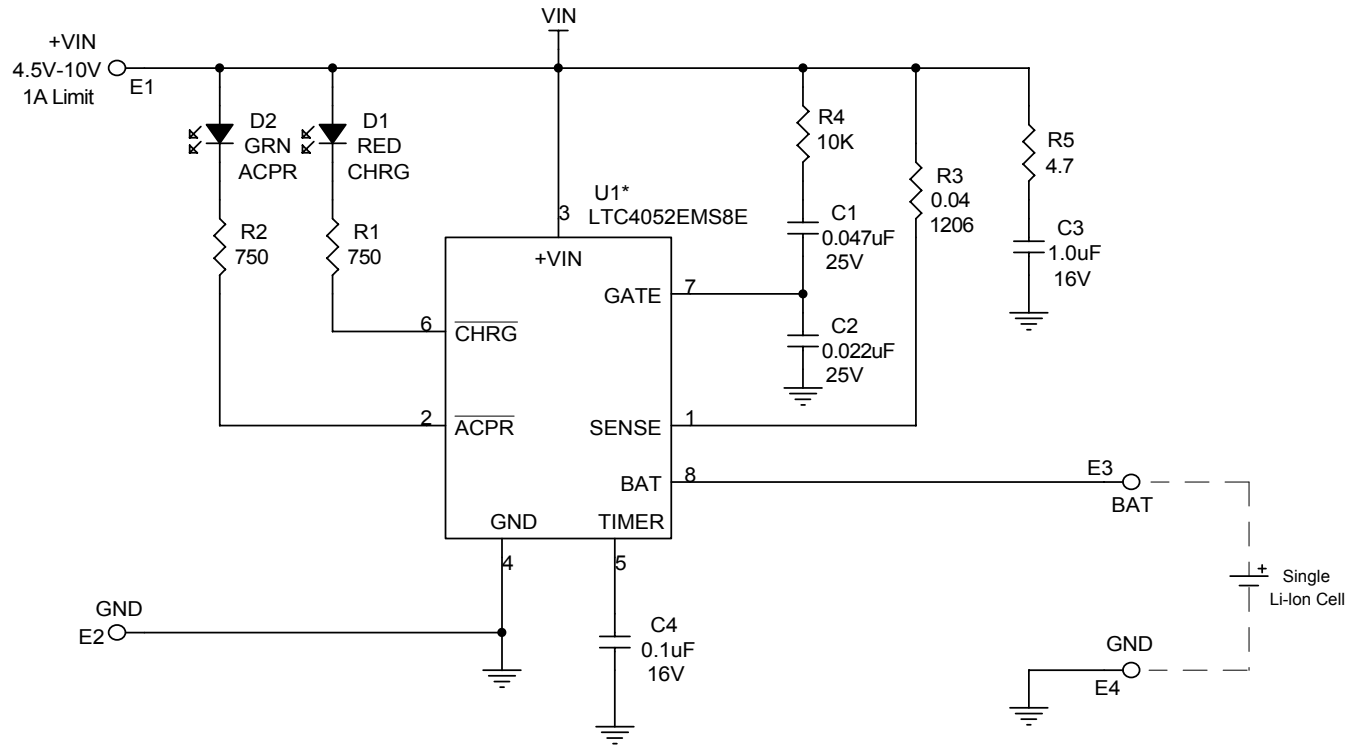 VIN
+VIN
4.5V-10V
1A Limit
E1
D2
GRN
ACPR
D1
RED
CHRG
R4
10K
R5
4.7
R3
0.04
1206
U1*
LTC4052EMS8E
3
R2
750
R1
750
C1
0.047uF
25V
C3
1.0uF
16V
+VIN
GATE
7
6
CHRG
C2
0.022uF
25V
2
ACPR
SENSE
1
BAT
8
E3
BAT
GND
TIMER
4
5
+
Single
Li-Ion Cell
GND
E2
C4
0.1uF
16V
GND
E4